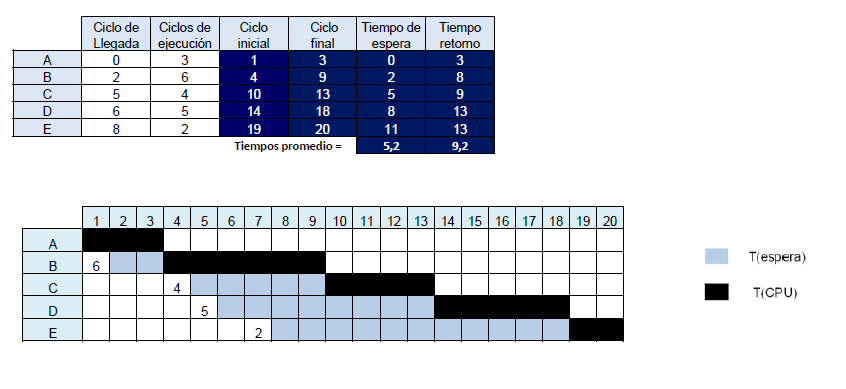 Ciclo de Llegada Ciclos de ejecución Ciclo inicial Ciclo final Tiempo de espera Tiempo retorno
A 0 3 1 3 0 3
B 2 6 4 9 2 8
C 5 4 10 13 5 9
D 6 5 14 18 8 13
E 8 2 19 20 11 13
Tiempos promedio = 5,2 9,2
1 2 3 4 5 6 7 8 9 10 11 12 13 14 15 16 17 18 19 20
A
B 6
C 4
D 5
E 2
T(espera)
T(CPU)